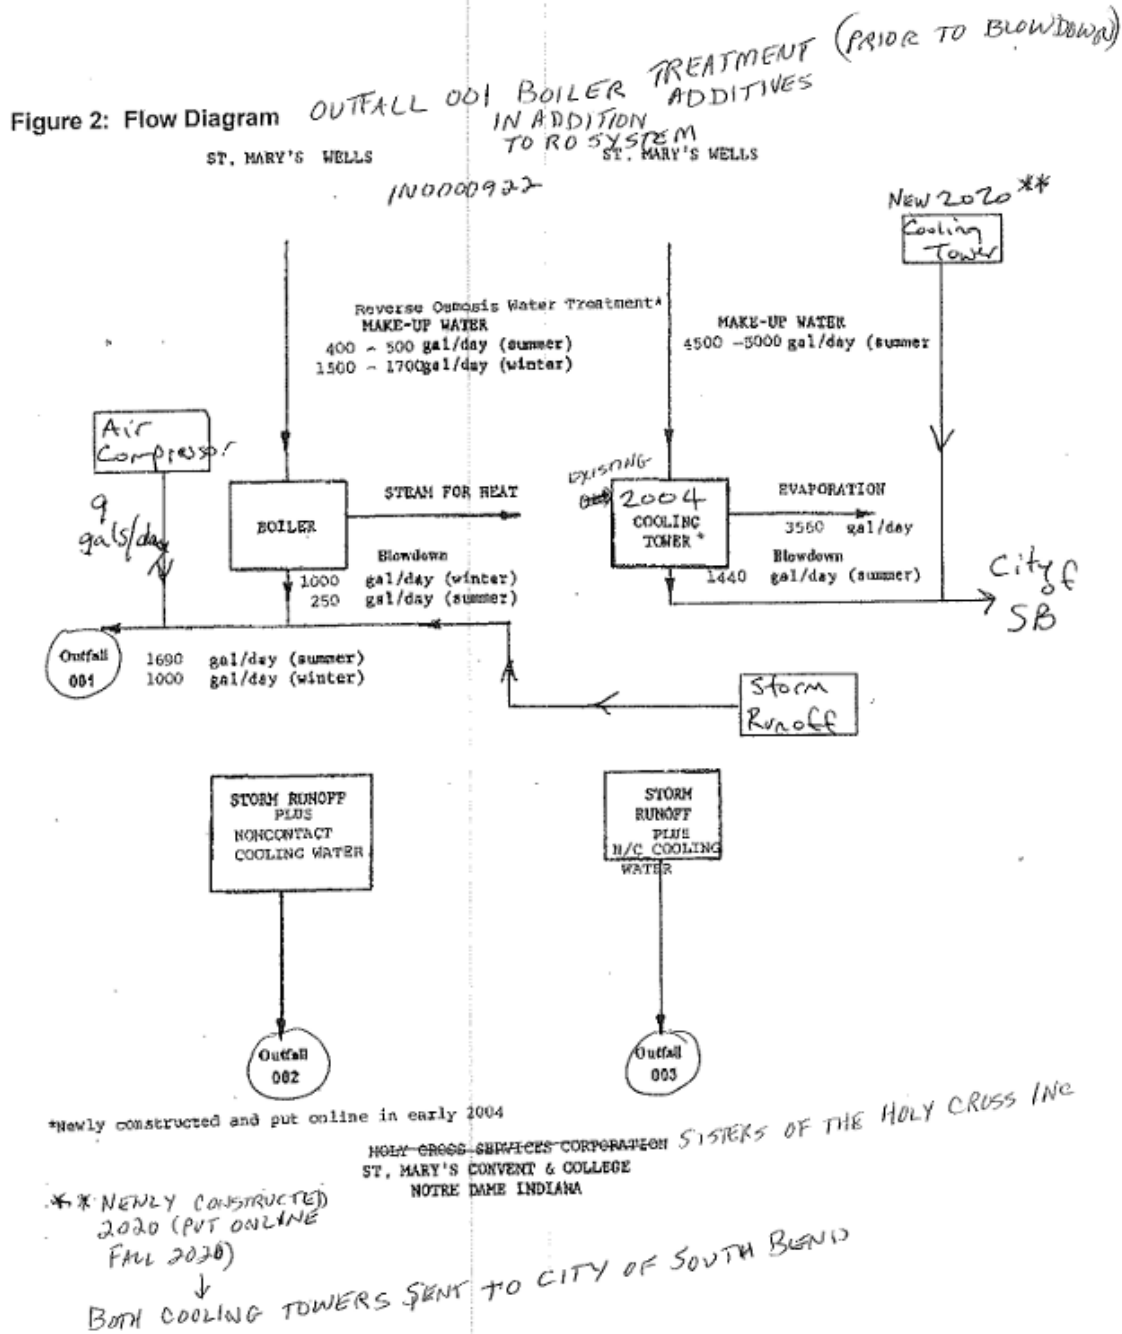 OUTFALL 001 BOILER TREATMENT (PRIOR TO BLOWDOWN)
ADDITIVES
Figure 2: Flow Diagram
IN ADDITION
TO RO SYSTEM
ST. MARY'S WELLS
ST. MARY'S WELLS
IN0000922
NEW 2020 **
Cooling
Tower
Reverse Osmosis Water Treatment*
MAKE-UP WATER
400 - 500 gal/day (summer)
1500 - 1700gal/day (winter)
MAKE-UP WATER
4500 -5000 gal/day (summer
Air
Compressor
9
gals/day
BOILER
STEAM FOR HEAT
Blowdown
1000 gal/day (winter)
250 gal/day (summer)
EXISTING
2004
COOLING
TOWER *
EVAPORATION
3560 gal/day
Blowdown
1440 gal/day (summer)
City of
SB
Outfall
001
1690 gal/day (summer)
1000 gal/day (winter)
Storm
Runoff
STORM RUNOFF
PLUS
NONCONTACT
COOLING WATER
STORM
RUNOFF
PLUS
N/C COOLING
WATER
Outfall
002
Outfall
003
*Newly constructed and put online in early 2004
HOLY CROSS SERVICES CORPORATION SISTERS OF THE HOLY CROSS INC
ST. MARY'S CONVENT & COLLEGE
NOTRE DAME INDIANA
** NEWLY CONSTRUCTED
2020 (PUT ONLINE
FALL 2020)
BOTH COOLING TOWERS SENT TO CITY OF SOUTH BEND